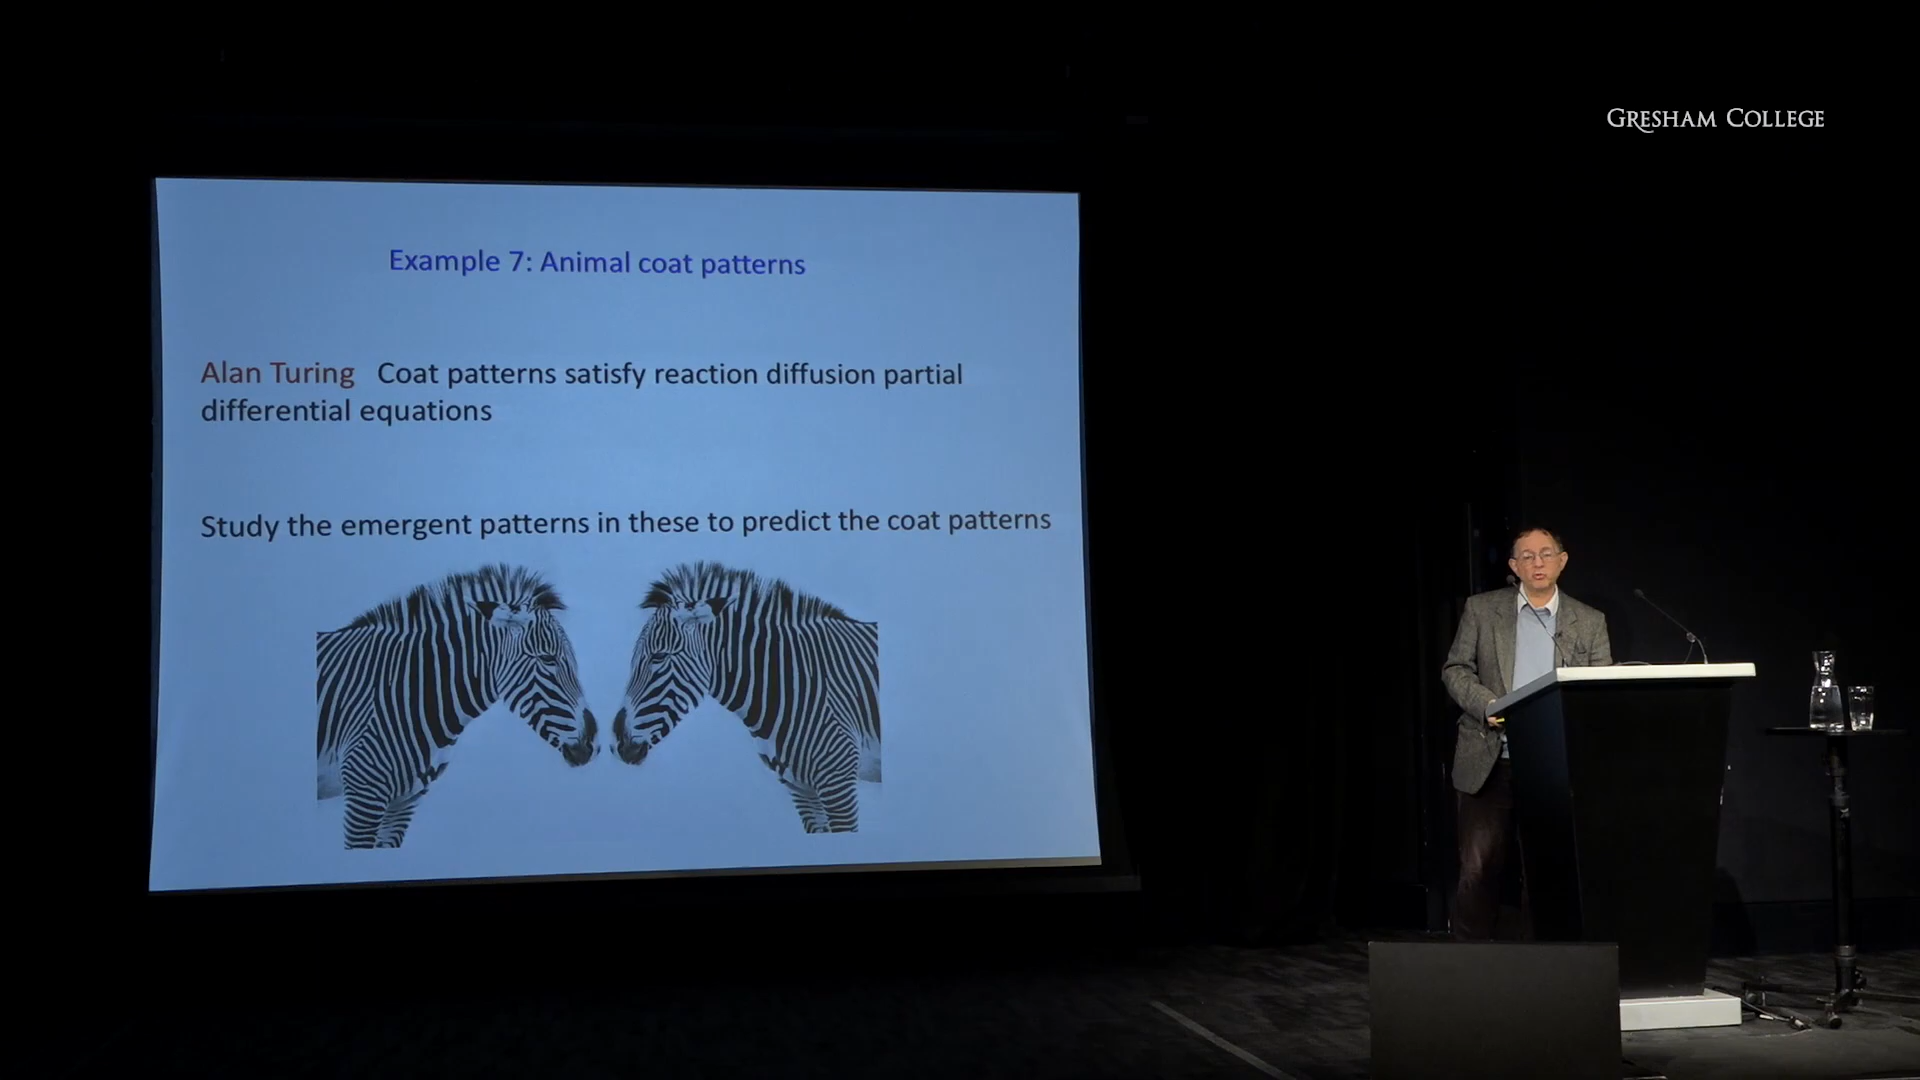 GRESHAM COLLEGE
Example 7: Animal coat patterns
Alan Turing Coat patterns satisfy reaction diffusion partial
differential equations
Study the emergent patterns in these to predict the coat patterns